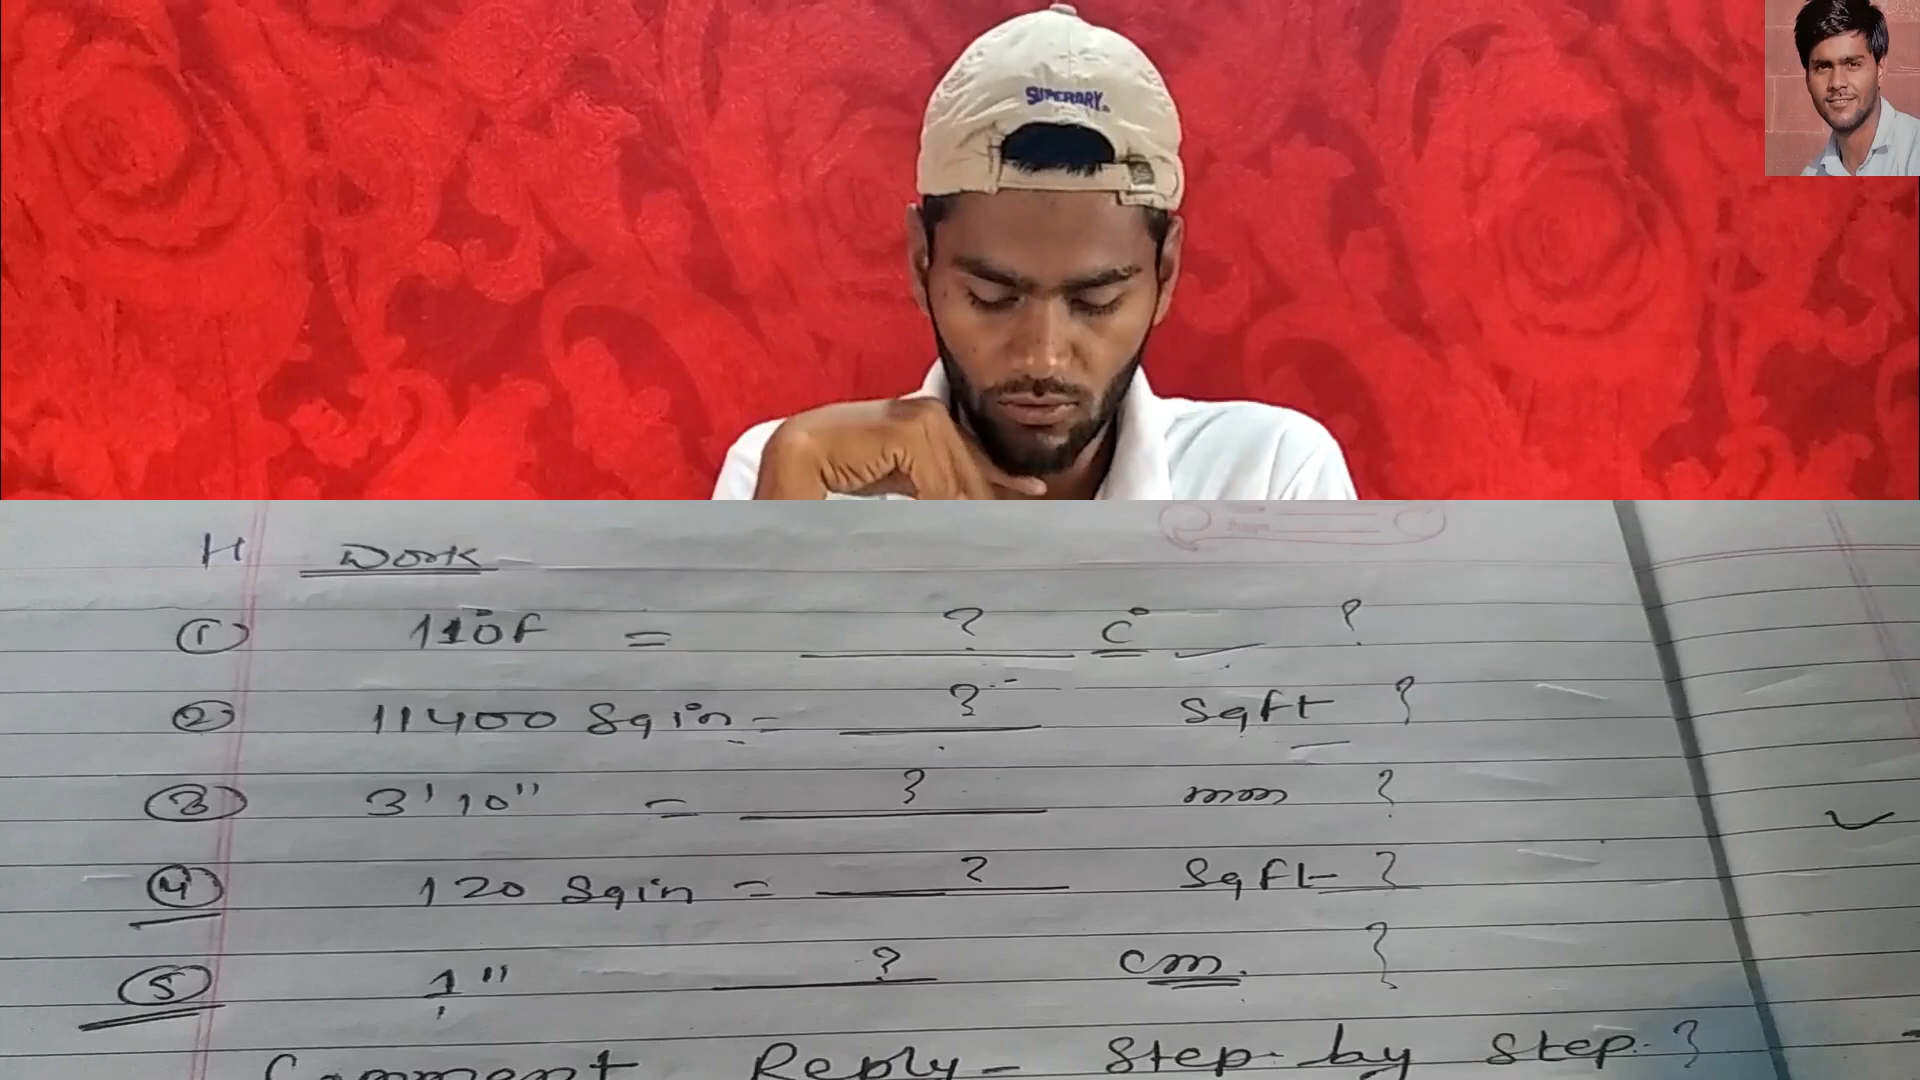 SUPERDRY.
H Work
① 110°F = ? C° ?
② 11400 Sqin = ? Sqft ?
③ 3' 10" = ? mm ?
④ 120 Sqin = ? Sqft ?
⑤ 1" ? cm. ?
Comment Reply - Step by Step ?